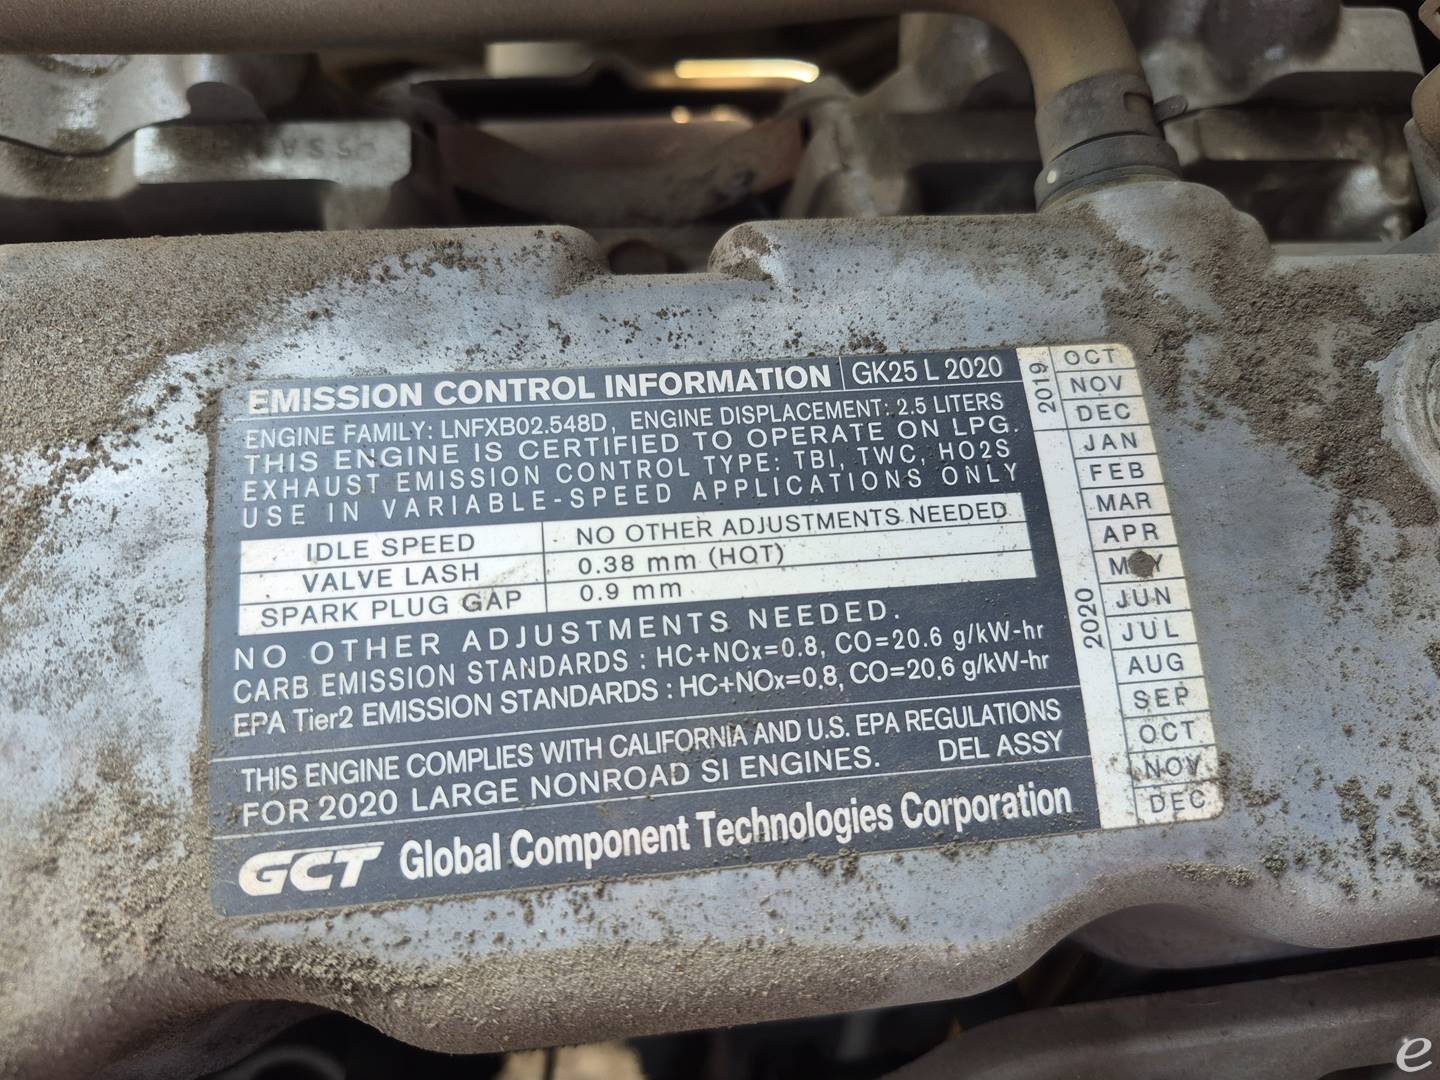 EMISSION CONTROL INFORMATION GK25 L 2020
ENGINE FAMILY: LNFXB02.548D, ENGINE DISPLACEMENT: 2.5 LITERS
THIS ENGINE IS CERTIFIED TO OPERATE ON LPG.
EXHAUST EMISSION CONTROL TYPE: TBI, TWC, HO2S
USE IN VARIABLE-SPEED APPLICATIONS ONLY
IDLE SPEED NO OTHER ADJUSTMENTS NEEDED
VALVE LASH 0.38 mm (HOT)
SPARK PLUG GAP 0.9 mm
NO OTHER ADJUSTMENTS NEEDED.
CARB EMISSION STANDARDS : HC+NOx=0.8, CO=20.6 g/kW-hr
EPA Tier2 EMISSION STANDARDS : HC+NOx=0.8, CO=20.6 g/kW-hr
THIS ENGINE COMPLIES WITH CALIFORNIA AND U.S. EPA REGULATIONS
FOR 2020 LARGE NONROAD SI ENGINES. DEL ASSY
GCT Global Component Technologies Corporation
2019
OCT
NOV
DEC
2020
JAN
FEB
MAR
APR
MAY
JUN
JUL
AUG
SEP
OCT
NOV
DEC
e